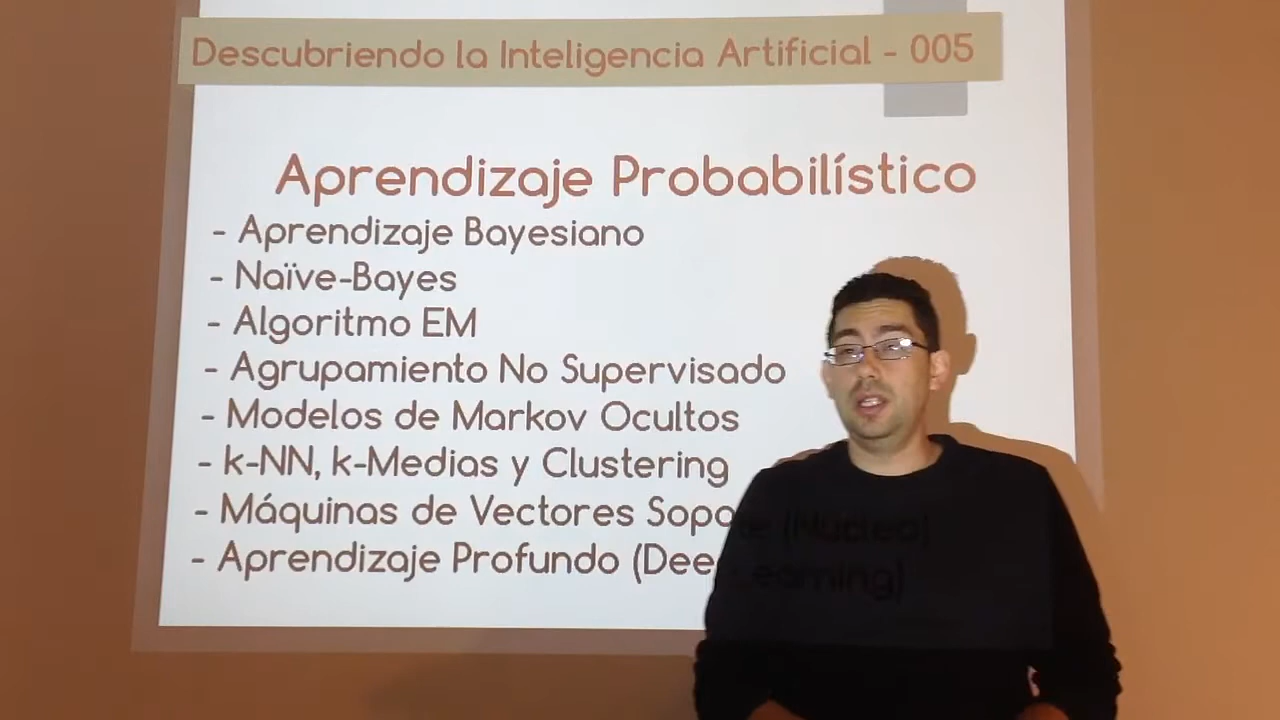 Descubriendo la Inteligencia Artificial - 005
Aprendizaje Probabilístico
- Aprendizaje Bayesiano
- Naïve-Bayes
- Algoritmo EM
- Agrupamiento No Supervisado
- Modelos de Markov Ocultos
- k-NN, k-Medias y Clustering
- Máquinas de Vectores Soporte (Núcleo)
- Aprendizaje Profundo (Deep Learning)